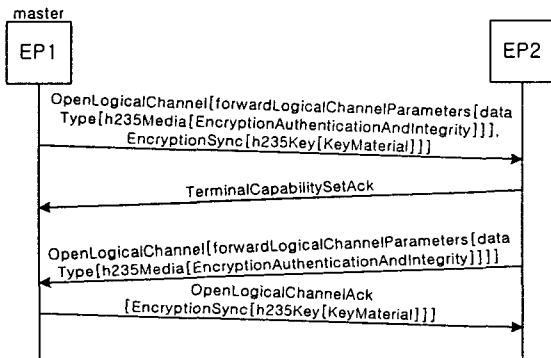 master
EP1
EP2
OpenLogicalChannel[forwardLogicalChannelParameters[data
Type[h235Media[EncryptionAuthenticationAndIntegrity]]],
EncryptionSync[h235Key[KeyMaterial]]]
TerminalCapabilitySetAck
OpenLogicalChannel[forwardLogicalChannelParameters[data
Type[h235Media[EncryptionAuthenticationAndIntegrity]]]]
OpenLogicalChannelAck
[EncryptionSync[h235Key[KeyMaterial]]]